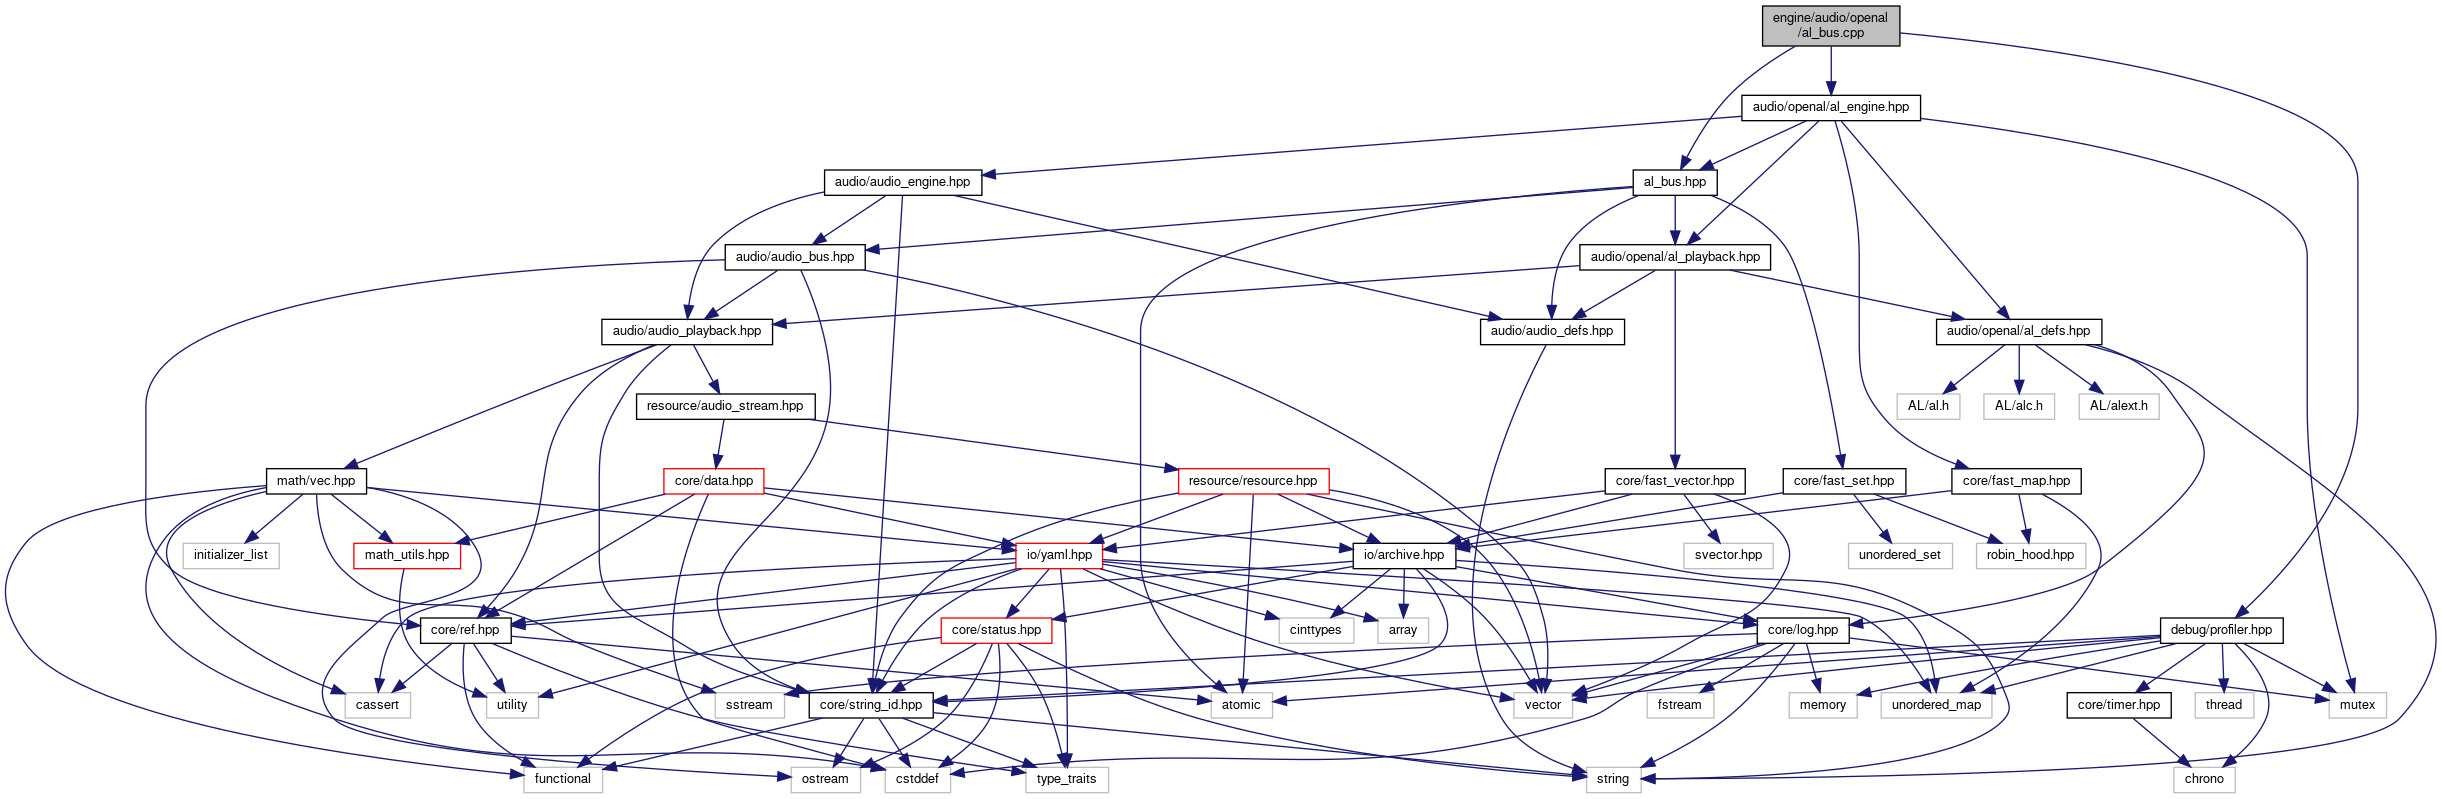 engine/audio/openal
/al_bus.cpp
audio/openal/al_engine.hpp
audio/audio_engine.hpp
al_bus.hpp
audio/audio_bus.hpp
audio/openal/al_playback.hpp
audio/audio_playback.hpp
audio/audio_defs.hpp
audio/openal/al_defs.hpp
resource/audio_stream.hpp
AL/al.h
AL/alc.h
AL/alext.h
math/vec.hpp
core/data.hpp
resource/resource.hpp
core/fast_vector.hpp
core/fast_set.hpp
core/fast_map.hpp
initializer_list
math_utils.hpp
io/yaml.hpp
io/archive.hpp
svector.hpp
unordered_set
robin_hood.hpp
core/ref.hpp
core/status.hpp
cinttypes
array
core/log.hpp
debug/profiler.hpp
cassert
utility
sstream
core/string_id.hpp
atomic
vector
fstream
memory
unordered_map
core/timer.hpp
thread
mutex
functional
ostream
cstddef
type_traits
string
chrono